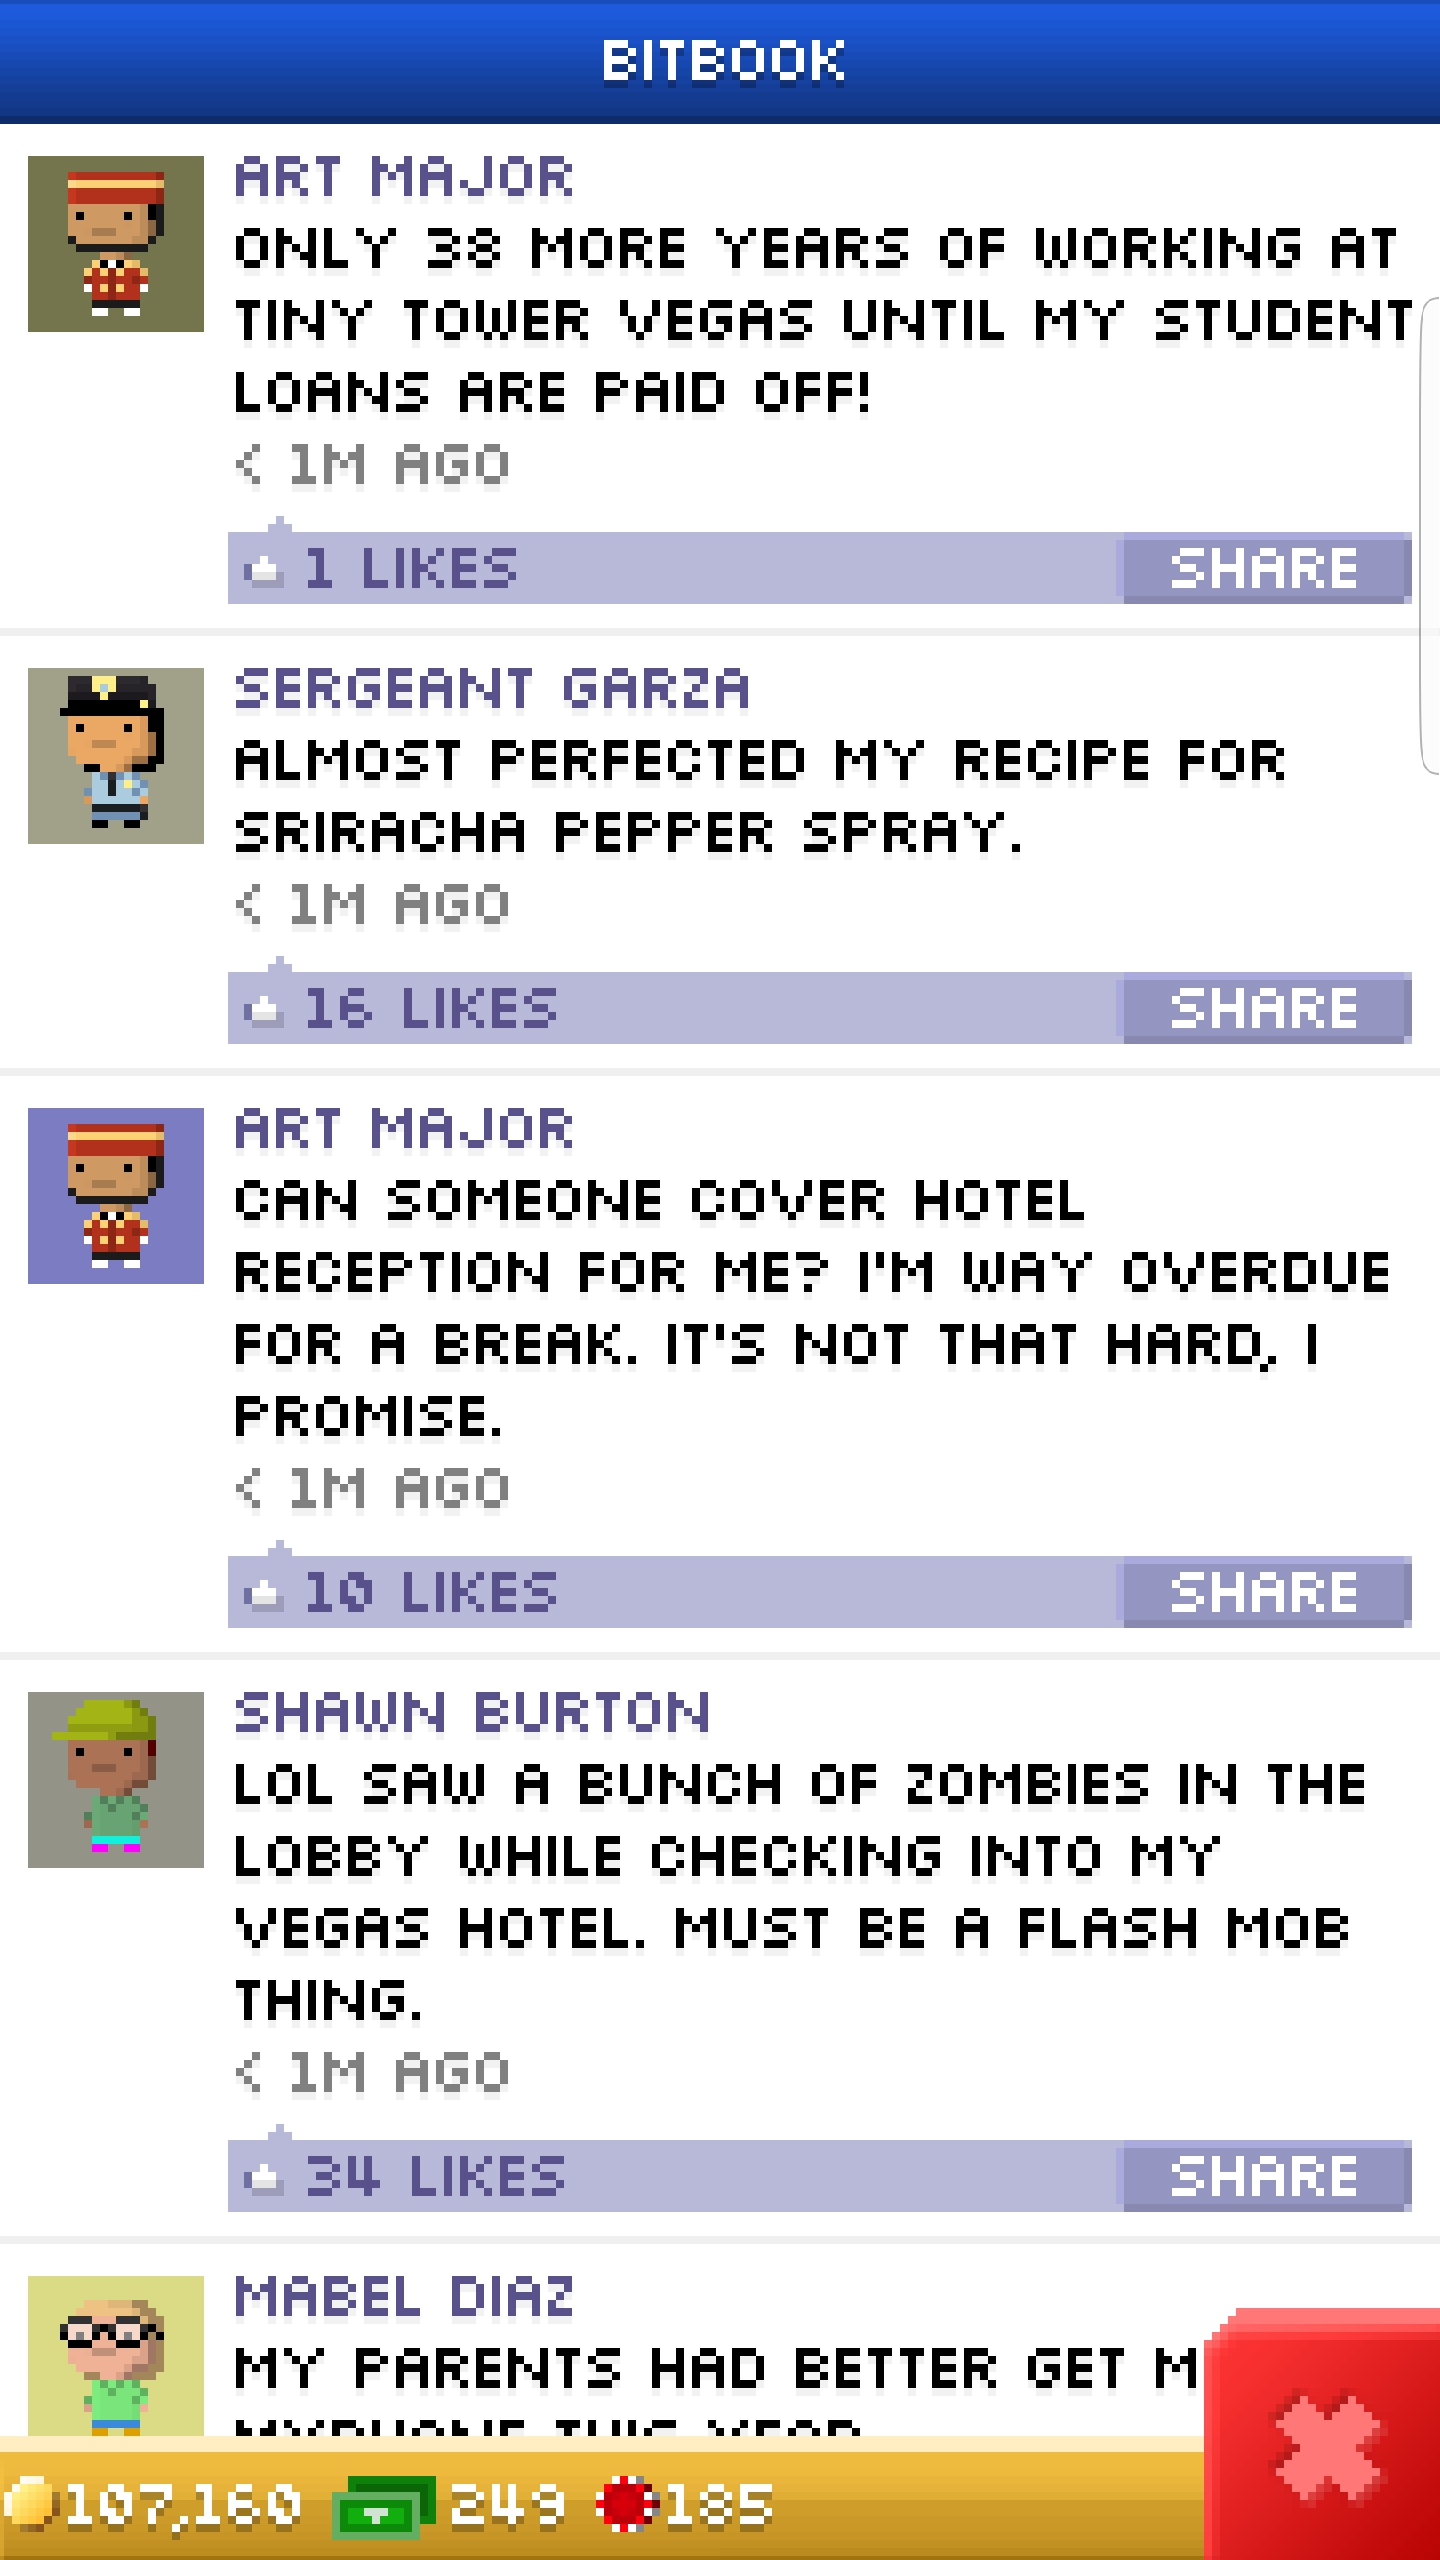 BITBOOK
ART MAJOR
ONLY 38 MORE YEARS OF WORKING AT
TINY TOWER VEGAS UNTIL MY STUDENT
LOANS ARE PAID OFF!
< 1M AGO
1 LIKES
SHARE
SERGEANT GARZA
ALMOST PERFECTED MY RECIPE FOR
SRIRACHA PEPPER SPRAY.
< 1M AGO
16 LIKES
SHARE
ART MAJOR
CAN SOMEONE COVER HOTEL
RECEPTION FOR ME? I'M WAY OVERDUE
FOR A BREAK. IT'S NOT THAT HARD, I
PROMISE.
< 1M AGO
10 LIKES
SHARE
SHAWN BURTON
LOL SAW A BUNCH OF ZOMBIES IN THE
LOBBY WHILE CHECKING INTO MY
VEGAS HOTEL. MUST BE A FLASH MOB
THING.
< 1M AGO
34 LIKES
SHARE
MABEL DIAZ
MY PARENTS HAD BETTER GET
THIS YEAR
107,160 249 185